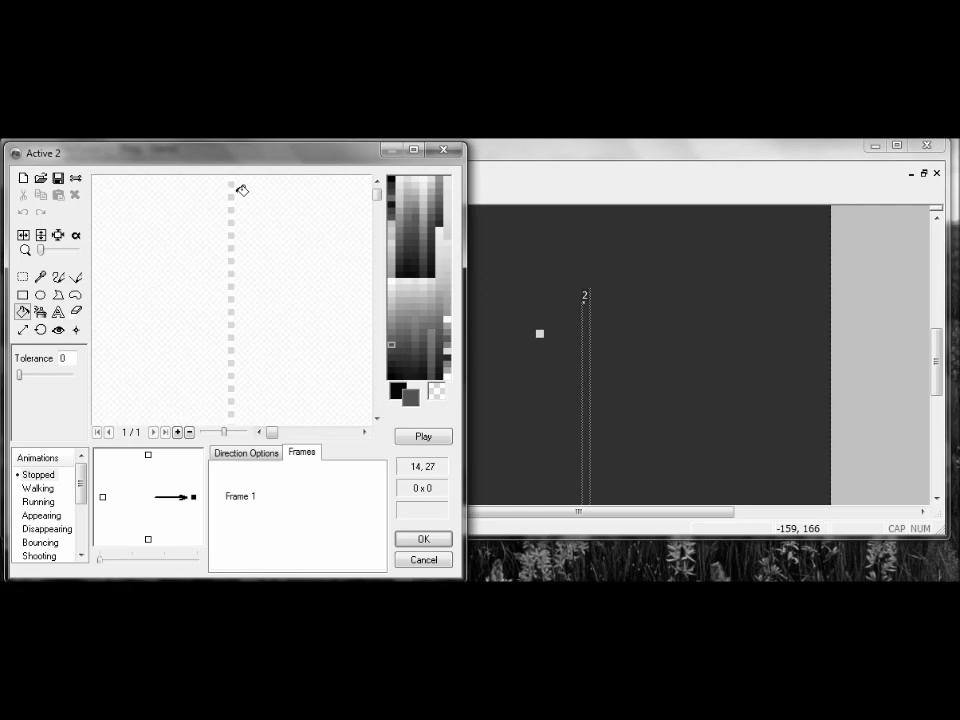 Active 2
Tolerance 0
1 / 1
Play
Animations
Direction Options
Frames
Stopped
Walking
Running
Appearing
Disappearing
Bouncing
Shooting
Frame 1
14, 27
0 x 0
OK
Cancel
2
-159, 166
CAP NUM